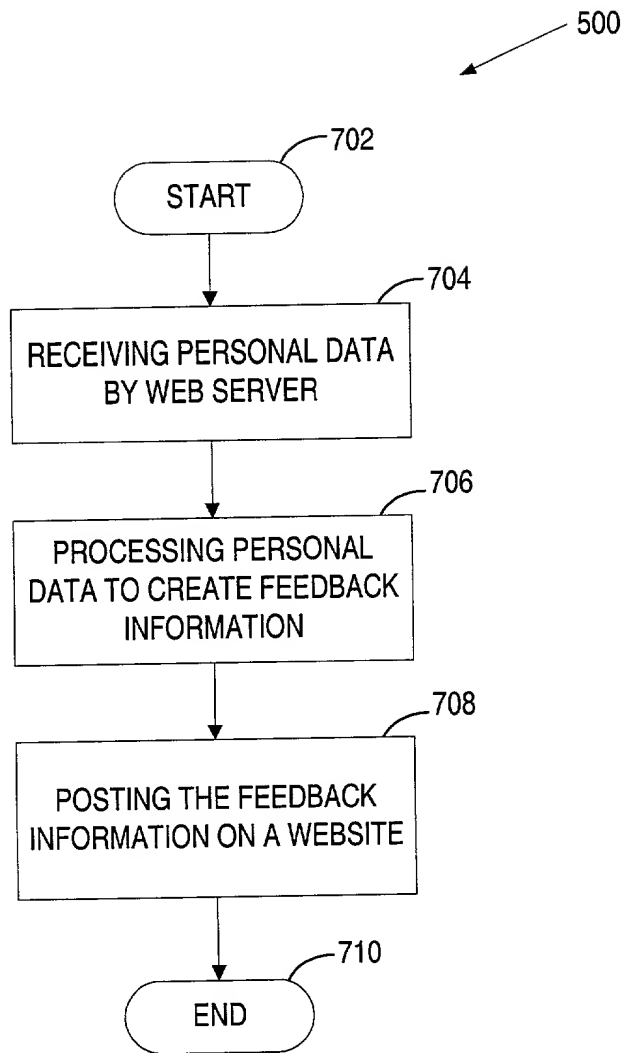 500
702
START
704
RECEIVING PERSONAL DATA
BY WEB SERVER
706
PROCESSING PERSONAL
DATA TO CREATE FEEDBACK
INFORMATION
708
POSTING THE FEEDBACK
INFORMATION ON A WEBSITE
710
END